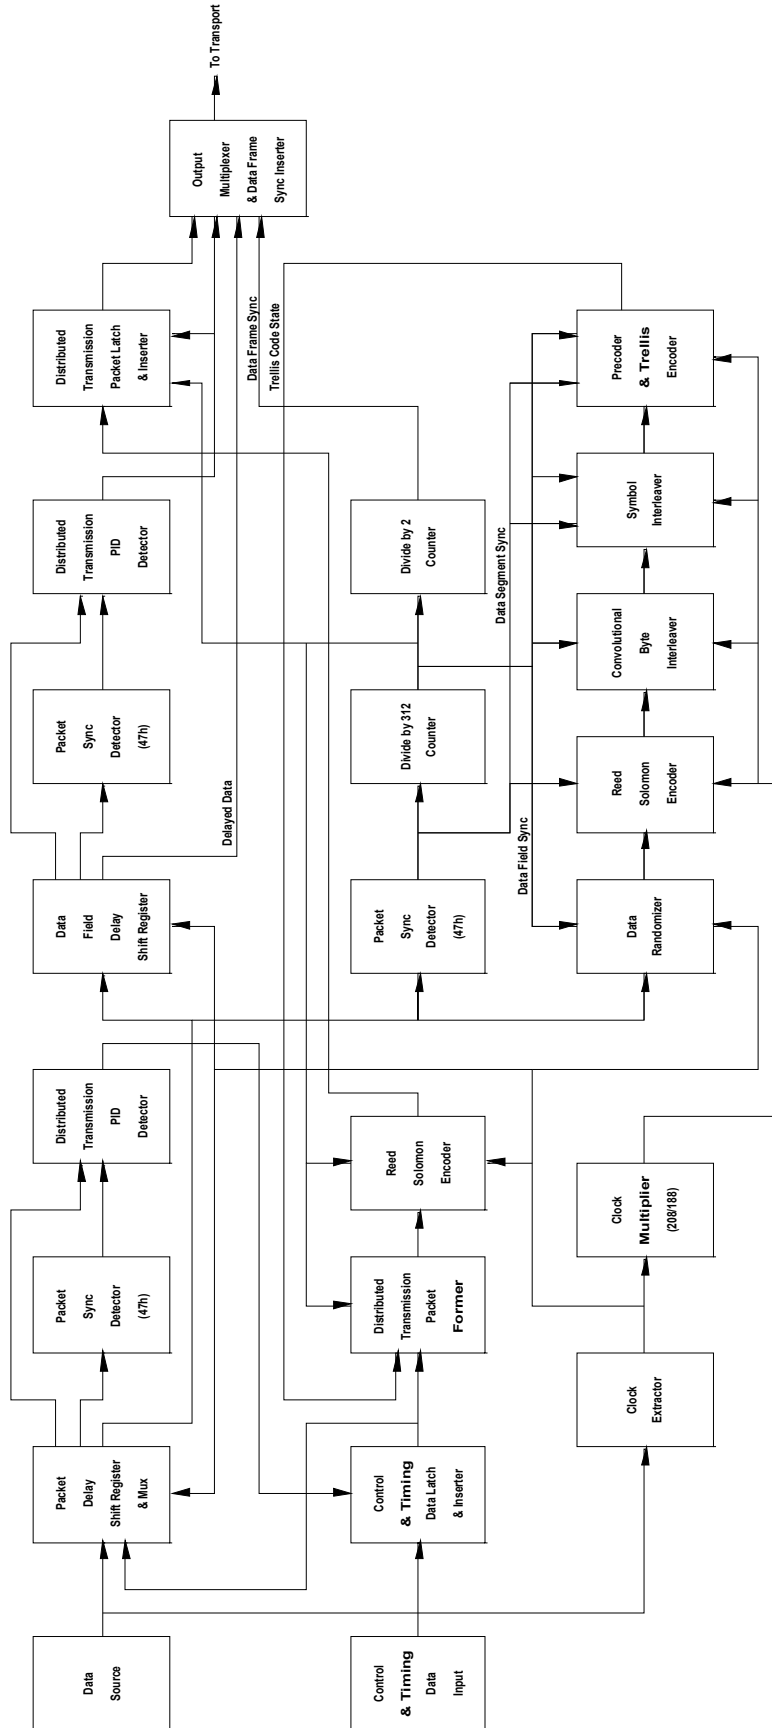 To Transport
Output
Multiplexer
& Data Frame
Sync Inserter
Distributed
Transmission
Packet Latch
& Inserter
Data Frame Sync
Trellis Code State
Precoder
& Trellis
Encoder
Distributed
Transmission
PID
Detector
Divide by 2
Counter
Data Segment Sync
Symbol
Interleaver
Packet
Sync
Detector
(47h)
Delayed Data
Divide by 312
Counter
Convolutional
Byte
Interleaver
Reed
Solomon
Encoder
Data Field Sync
Data
Field
Delay
Shift Register
Packet
Sync
Detector
(47h)
Data
Randomizer
Distributed
Transmission
PID
Detector
Reed
Solomon
Encoder
Clock
Multiplier
(208/188)
Packet
Sync
Detector
(47h)
Distributed
Transmission
Packet
Former
Packet
Delay
Shift Register
& Mux
Control
& Timing
Data Latch
& Inserter
Clock
Extractor
Data
Source
Control
& Timing
Data
Input